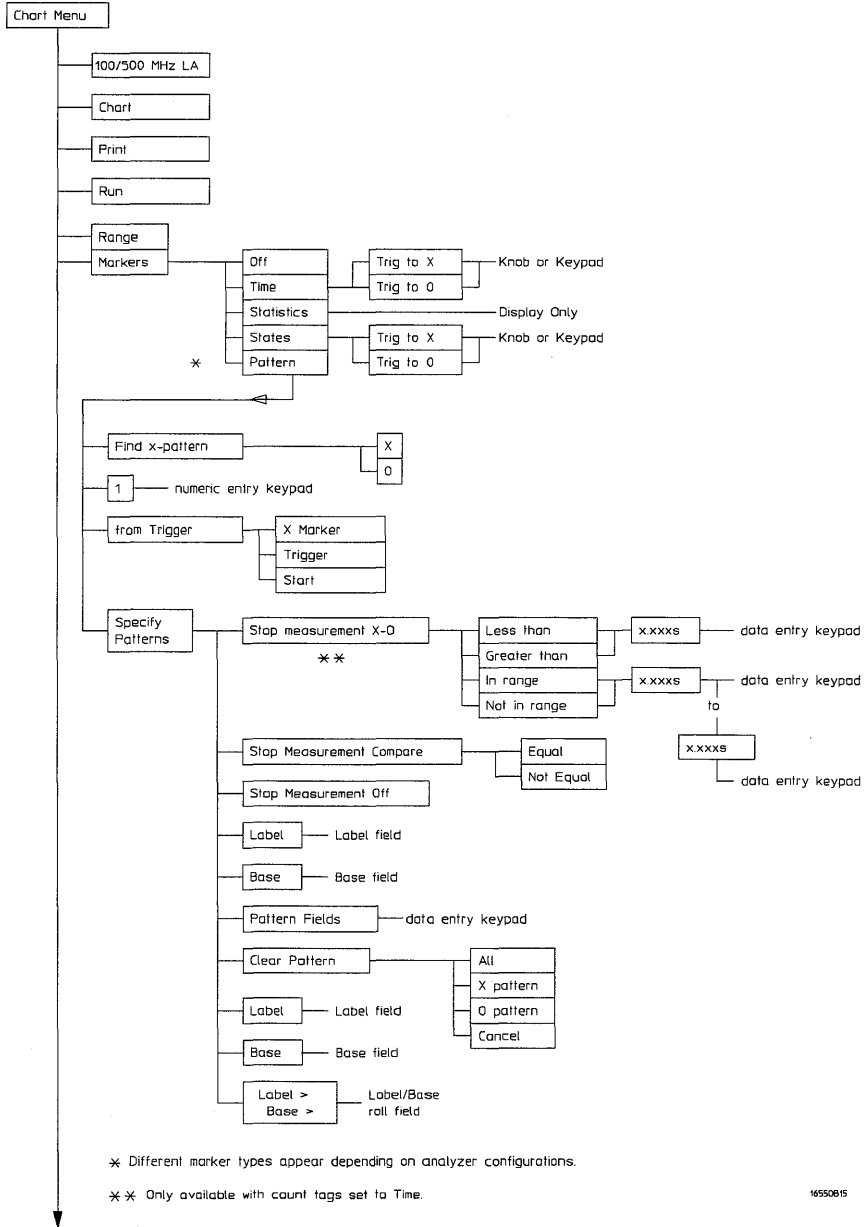 Chart Menu
100/500 MHz LA
Chart
Print
Run
Range
Markers
Off
Time
Statistics
States
Pattern
*
Trig to X
Trig to O
Knob or Keypad
Display Only
Trig to X
Trig to O
Knob or Keypad
Find x-pattern
X
O
1
numeric entry keypad
from Trigger
X Marker
Trigger
Start
Specify
Patterns
Stop measurement X-O
**
Less than
Greater than
In range
Not in range
x.xxxs
data entry keypad
x.xxxs
data entry keypad
to
x.xxxs
data entry keypad
Stop Measurement Compare
Equal
Not Equal
Stop Measurement Off
Label
Label field
Base
Base field
Pattern Fields
data entry keypad
Clear Pattern
All
X pattern
O pattern
Cancel
Label
Label field
Base
Base field
Label >
Base >
Label/Base
roll field
* Different marker types appear depending on analyzer configurations.
** Only available with count tags set to Time.
16550B15